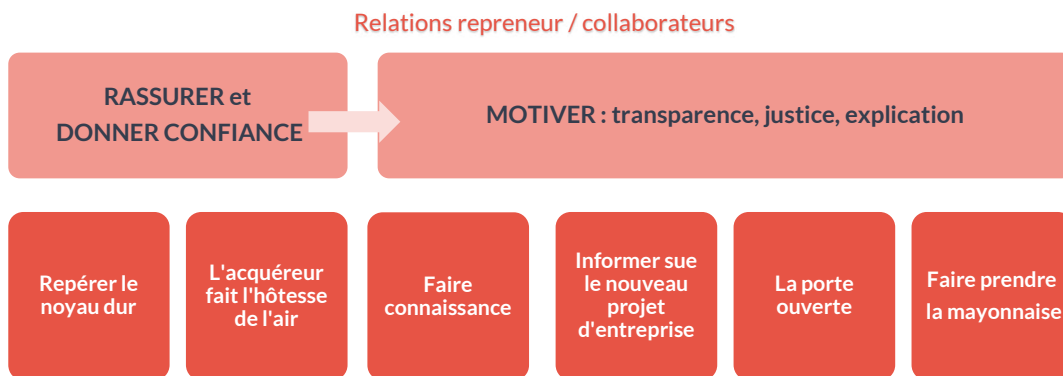 Relations repreneur / collaborateurs
RASSURER et
DONNER CONFIANCE
MOTIVER : transparence, justice, explication
Repérer le
noyau dur
L'acquéreur
fait l'hôtesse
de l'air
Faire
connaissance
Informer sue
le nouveau
projet
d'entreprise
La porte
ouverte
Faire prendre
la mayonnaise